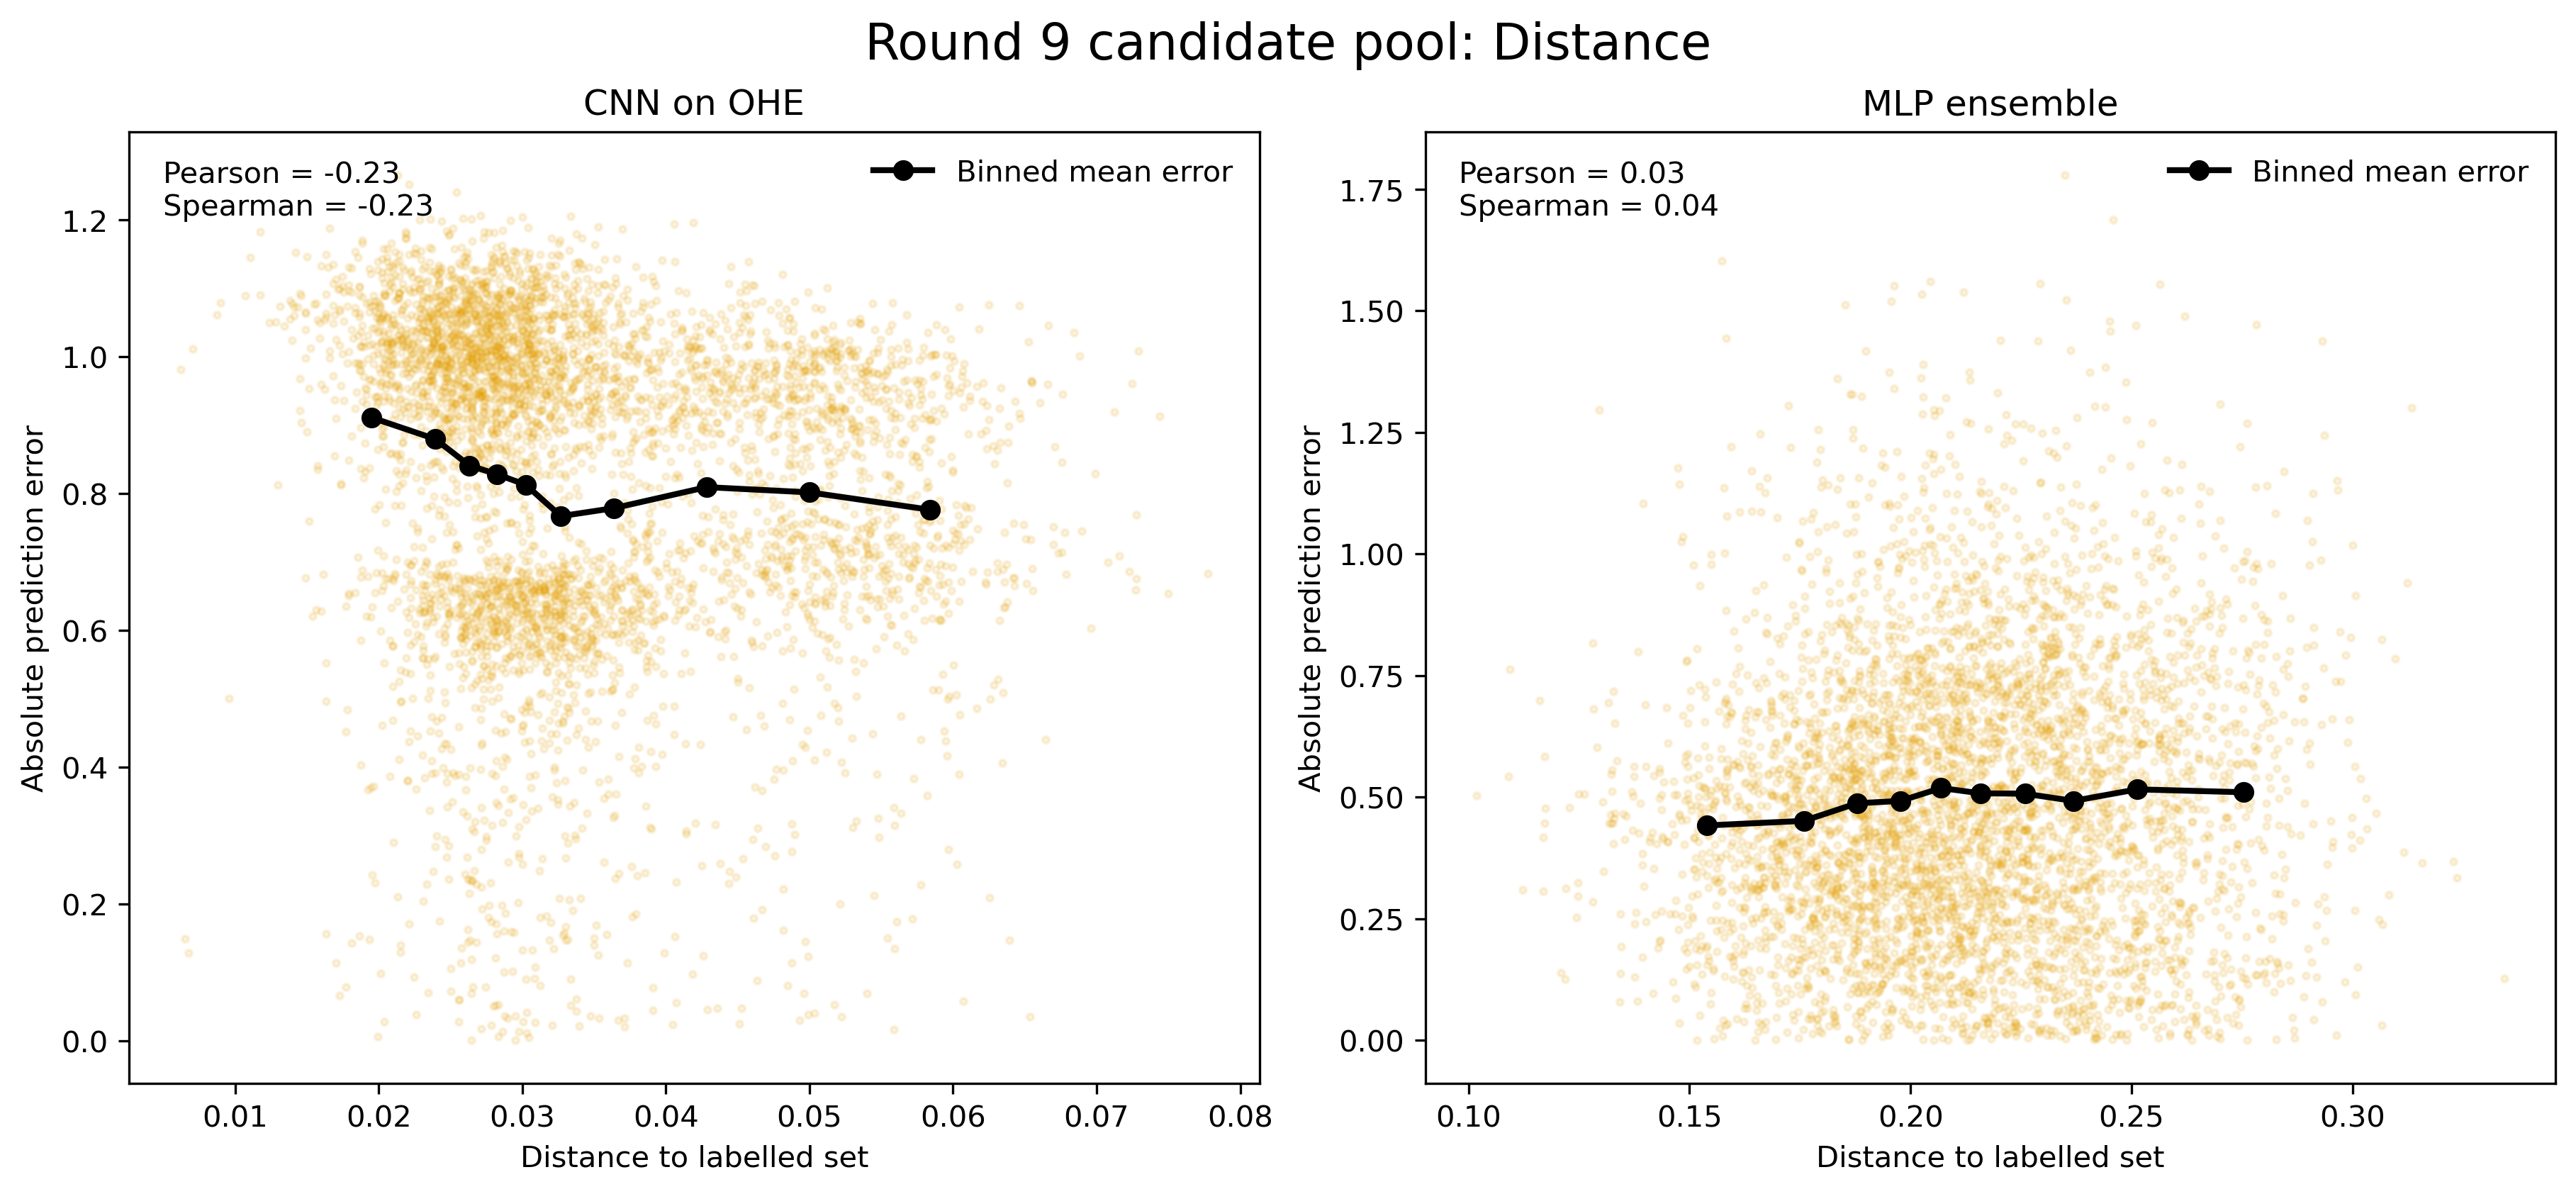 Round 9 candidate pool: Distance
CNN on OHE
Pearson = -0.23
Spearman = -0.23
Binned mean error
1.2
1.0
0.8
0.6
0.4
0.2
0.0
Absolute prediction error
0.01 0.02 0.03 0.04 0.05 0.06 0.07 0.08
Distance to labelled set
MLP ensemble
Pearson = 0.03
Spearman = 0.04
Binned mean error
1.75
1.50
1.25
1.00
0.75
0.50
0.25
0.00
Absolute prediction error
0.10 0.15 0.20 0.25 0.30
Distance to labelled set